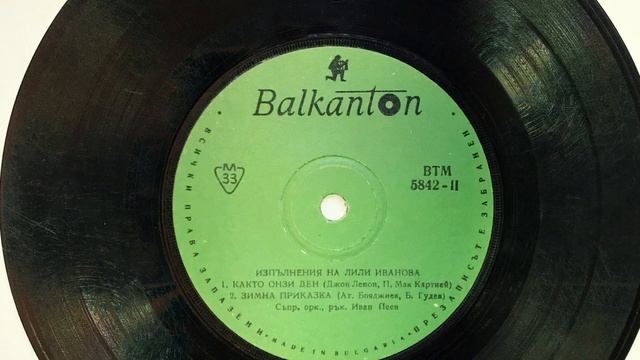 Balkanton
M
33
ВТМ
5842-II
ИЗПЪЛНЕНИЯ НА ЛИЛИ ИВАНОВА
1. КАКТО ОНЗИ ДЕН (Джон Ленон, П. Мак Картней)
2. ЗИМНА ПРИКАЗКА (Ат. Бояджиев, Б. Гудев)
Съпр. орк., рък. Иван Пеев
ВСИЧКИ ПРАВА ЗАПАЗЕНИ • MADE IN BULGARIA • ПРЕЗАПИСЪТ Е ЗАБРАНЕН